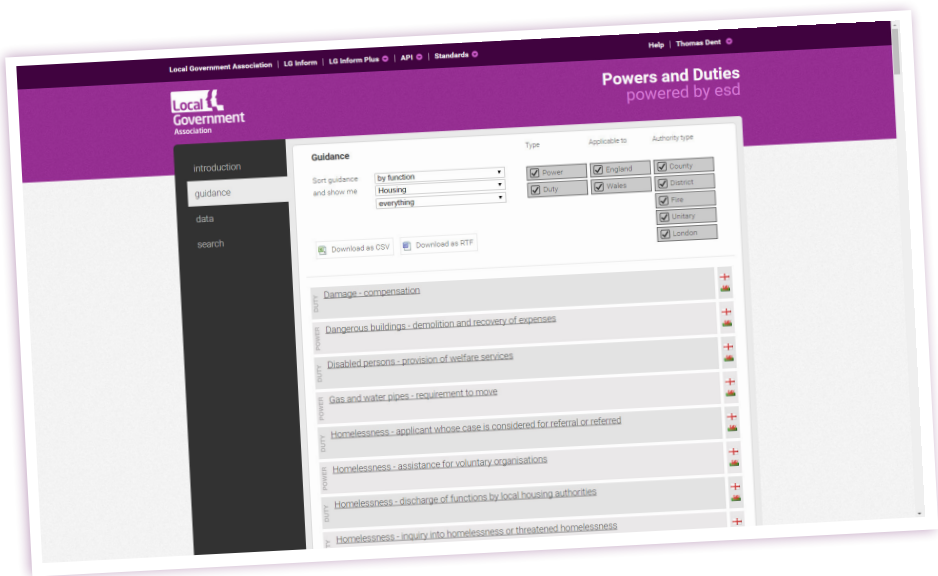 Local Government Association | LG Inform | LG Inform Plus | API | Standards
Help | Thomas Dent
Local
Government
Association
Powers and Duties
powered by esd
introduction
guidance
data
search
Guidance
Sort guidance
by function
and show me
Housing
everything
Type
Power
Duty
Applicable to
England
Wales
Authority type
County
District
Fire
Unitary
London
Download as CSV
Download as RTF
DUTY
Damage - compensation
POWER
Dangerous buildings - demolition and recovery of expenses
DUTY
Disabled persons - provision of welfare services
POWER
Gas and water pipes - requirement to move
DUTY
Homelessness - applicant whose case is considered for referral or referred
POWER
Homelessness - assistance for voluntary organisations
DUTY
Homelessness - discharge of functions by local housing authorities
TY
Homelessness - inquiry into homelessness or threatened homelessness